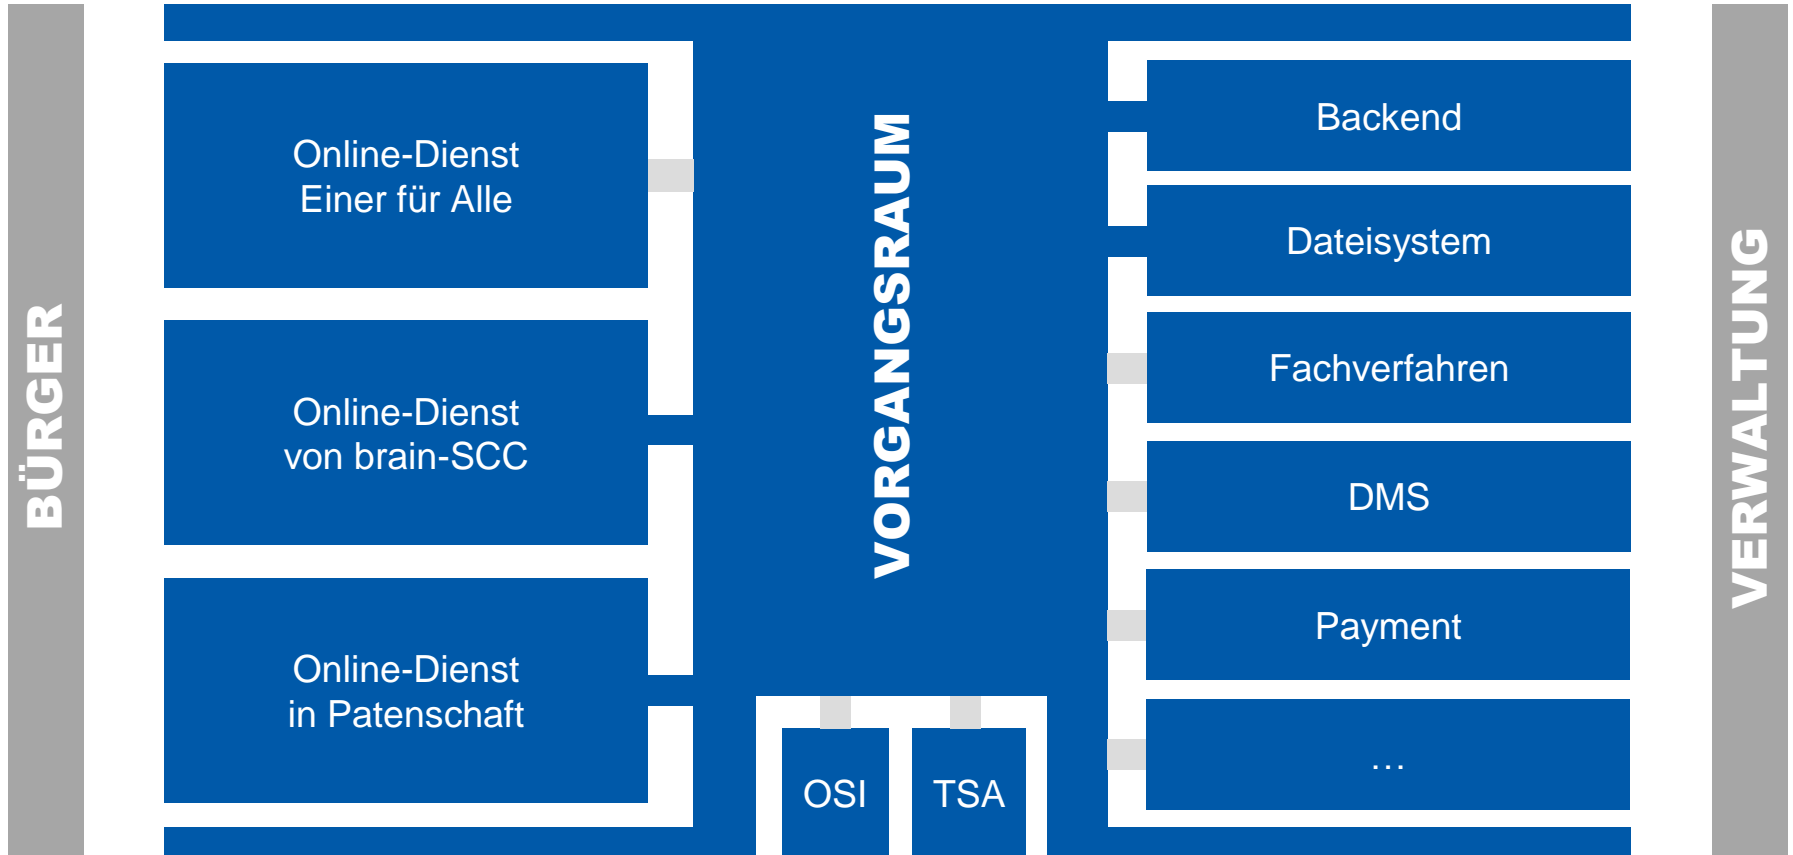 BÜRGER
Online-Dienst
Einer für Alle
Online-Dienst
von brain-SCC
Online-Dienst
in Patenschaft
VORGANGSRAUM
OSI
TSA
Backend
Dateisystem
Fachverfahren
DMS
Payment
…
VERWALTUNG